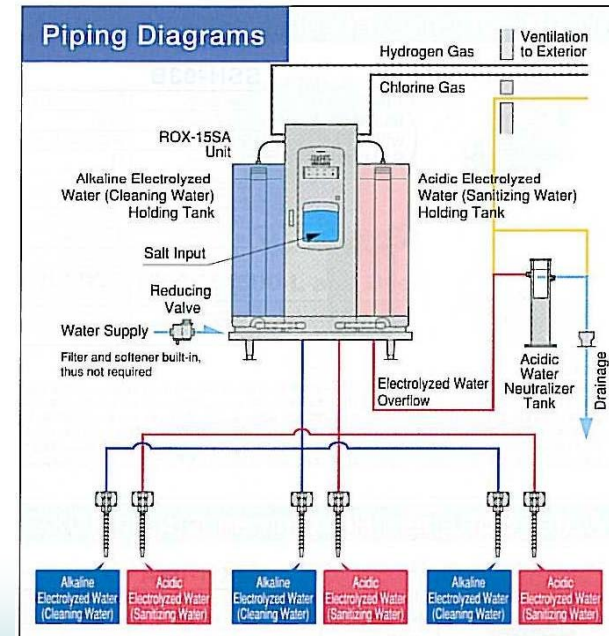 Piping Diagrams
Hydrogen Gas
Ventilation
to Exterior
Chlorine Gas
ROX-15SA
Unit
Alkaline Electrolyzed
Water (Cleaning Water)
Holding Tank
Acidic Electrolyzed
Water (Sanitizing Water)
Holding Tank
Salt Input
Reducing
Valve
Water Supply
Filter and softener built-in,
thus not required
Electrolyzed Water
Overflow
Acidic
Water
Neutralizer
Tank
Drainage
Alkaline
Electrolyzed Water
(Cleaning Water)
Acidic
Electrolyzed Water
(Sanitizing Water)
Alkaline
Electrolyzed Water
(Cleaning Water)
Acidic
Electrolyzed Water
(Sanitizing Water)
Alkaline
Electrolyzed Water
(Cleaning Water)
Acidic
Electrolyzed Water
(Sanitizing Water)